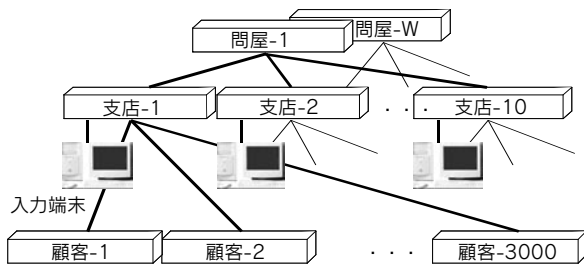 問屋-W
問屋-1
支店-1
支店-2
・・・
支店-10
入力端末
顧客-1
顧客-2
・・・
顧客-3000